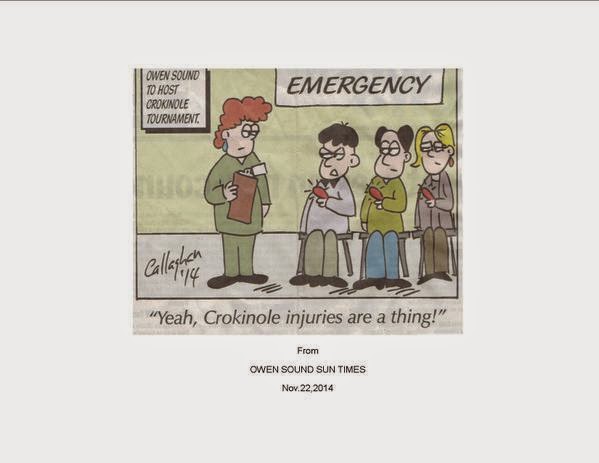 OWEN SOUND
TO HOST
CROKINOLE
TOURNAMENT.
EMERGENCY
Callaghan
'14
"Yeah, Crokinole injuries are a thing!"
From
OWEN SOUND SUN TIMES
Nov.22,2014